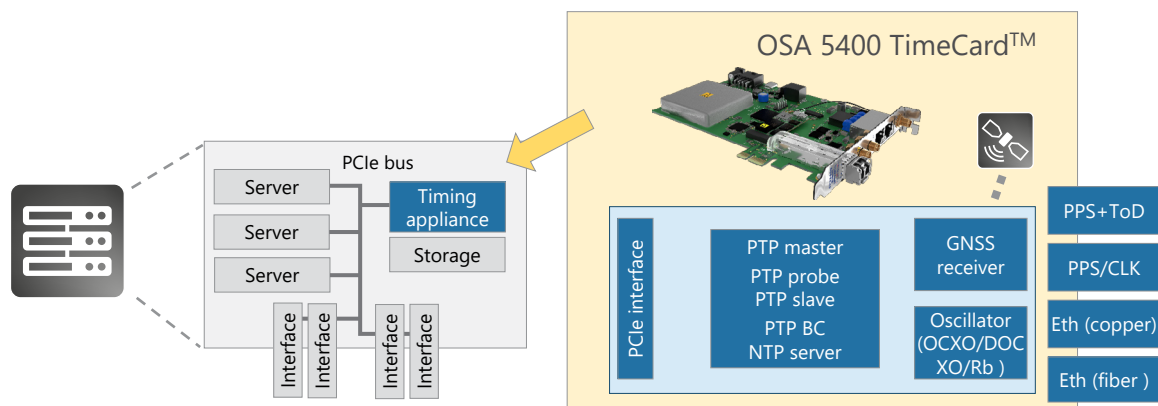 OSA 5400 TimeCard™
PCIe bus
Server
Timing
appliance
Server
Storage
Server
Interface
Interface
Interface
Interface
PCIe interface
PTP master
PTP probe
PTP slave
PTP BC
NTP server
GNSS
receiver
Oscillator
(OCXO/DOC
XO/Rb )
PPS+ToD
PPS/CLK
Eth (copper)
Eth (fiber )